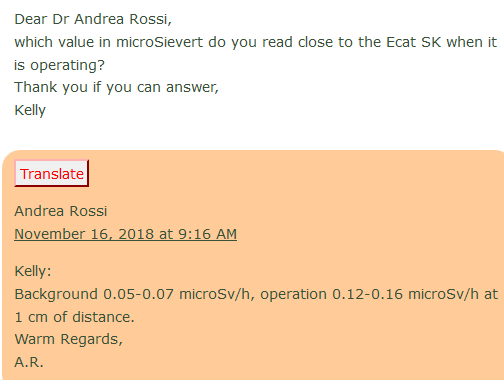 Dear Dr Andrea Rossi,
which value in microSievert do you read close to the Ecat SK when it
is operating?
Thank you if you can answer,
Kelly
Translate
Andrea Rossi
November 16, 2018 at 9:16 AM
Kelly:
Background 0.05-0.07 microSv/h, operation 0.12-0.16 microSv/h at
1 cm of distance.
Warm Regards,
A.R.